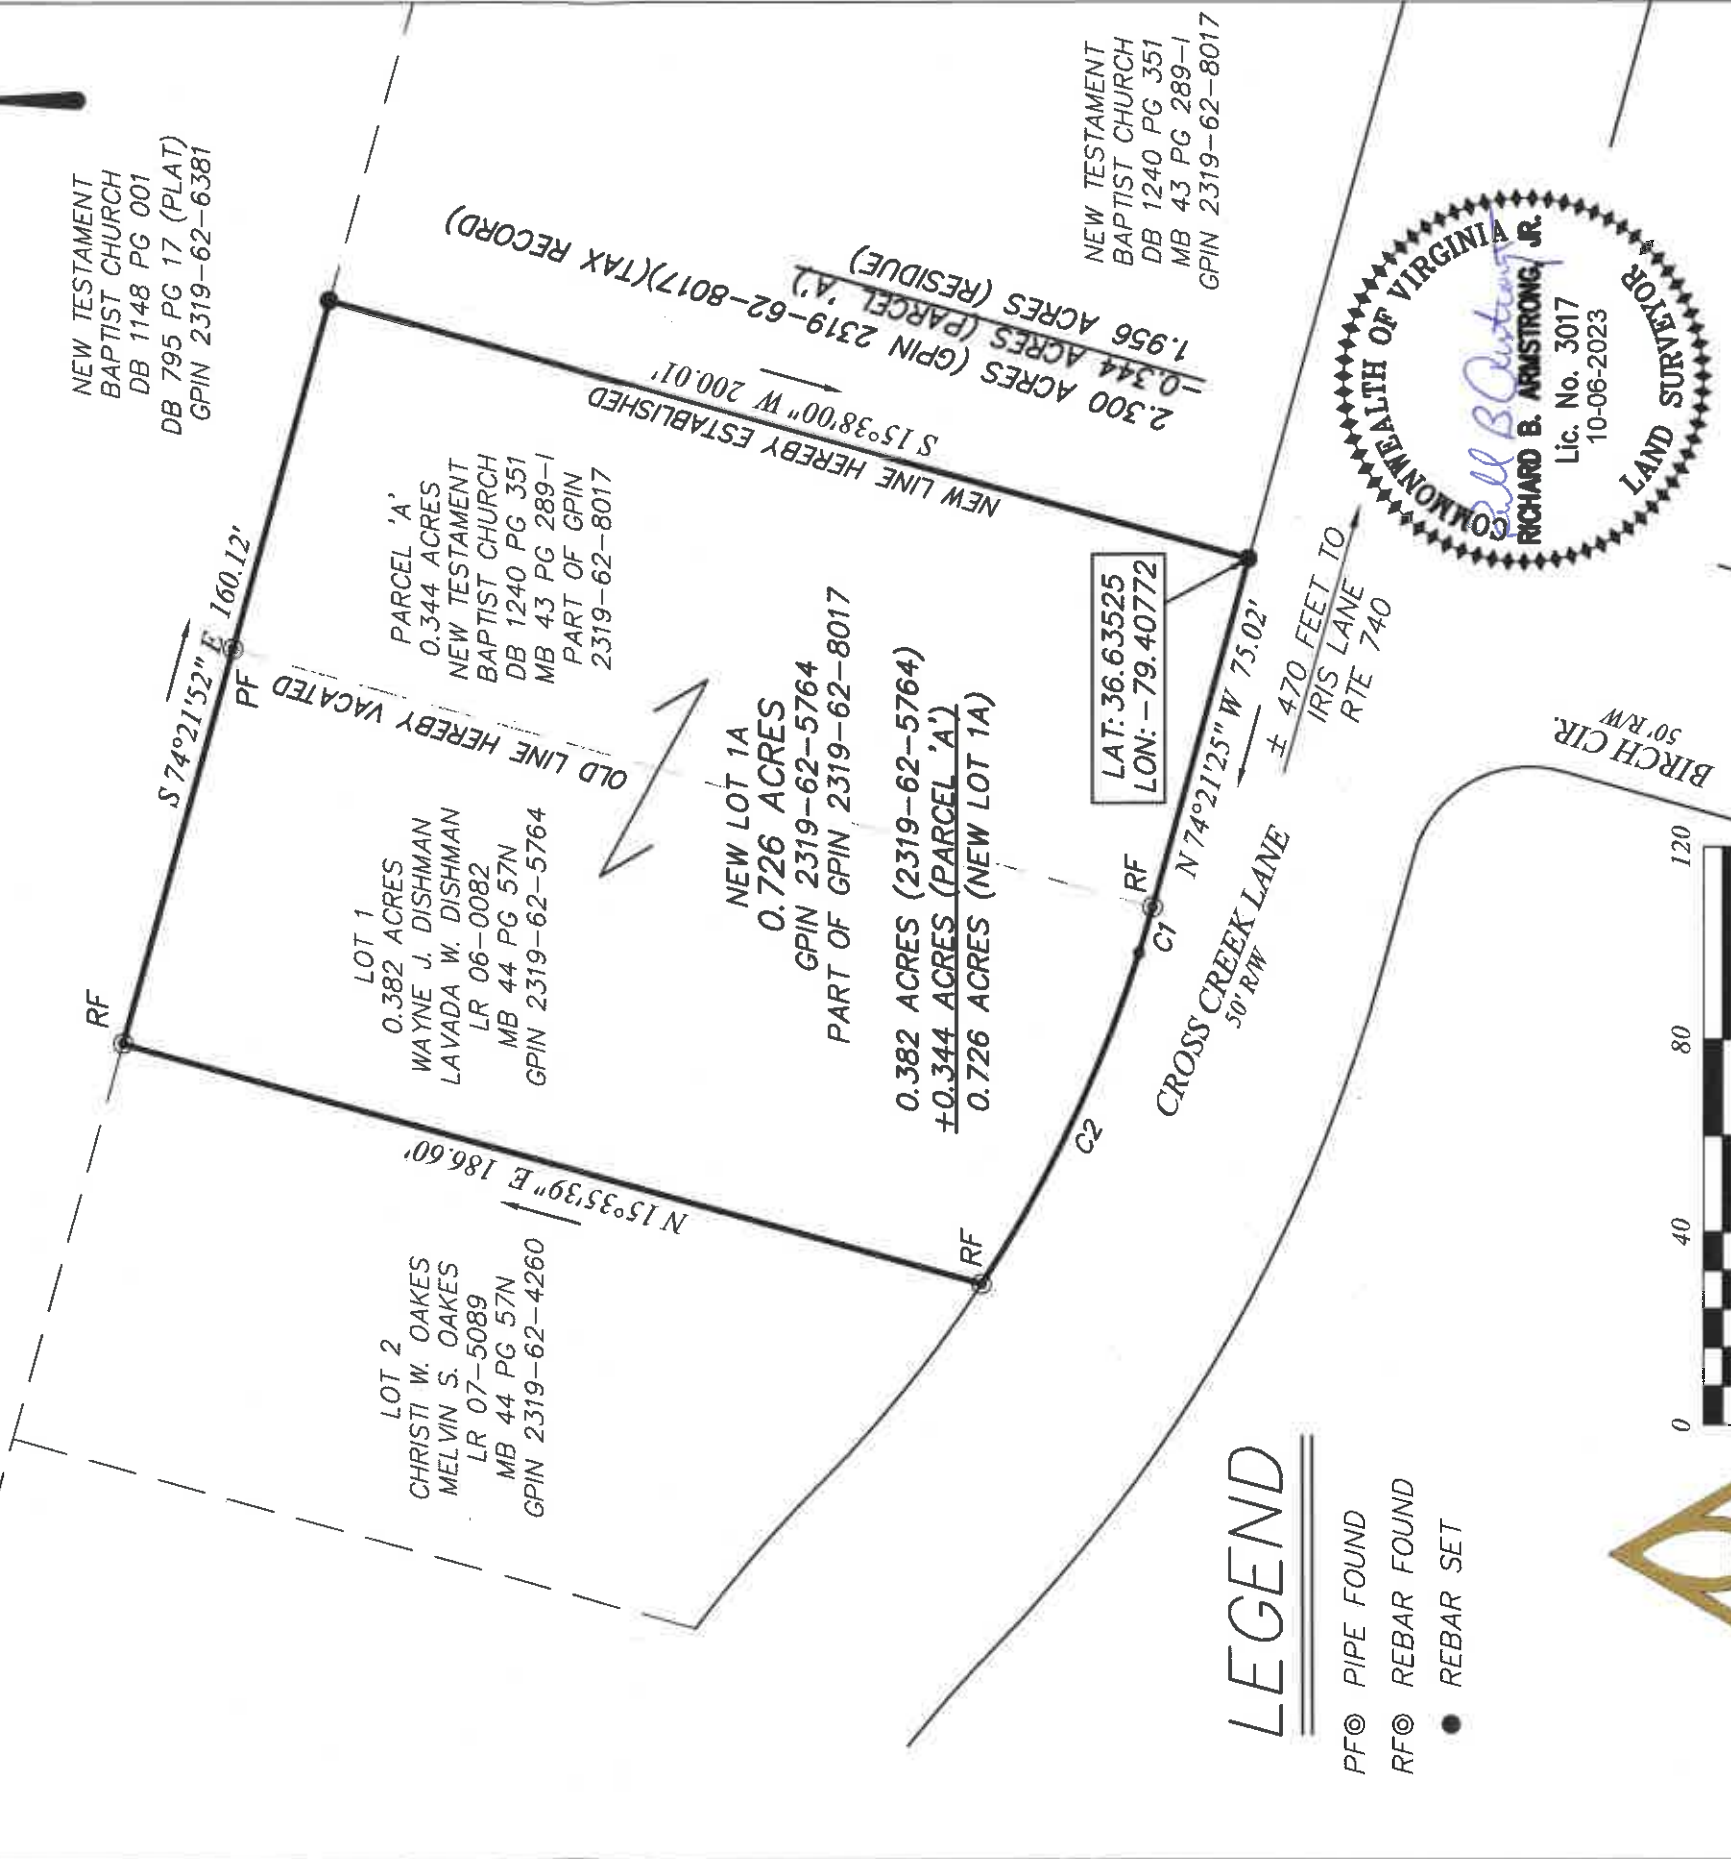 NEW TESTAMENT
BAPTIST CHURCH
DB 1148 PG 001
DB 795 PG 17 (PLAT)
GPIN 2319-62-6381
S 74°21'52" E 160.12'
RF
PF
OLD LINE HEREBY VACATED
PARCEL 'A'
0.344 ACRES
NEW TESTAMENT
BAPTIST CHURCH
DB 1240 PG 351
MB 43 PG 289-I
PART OF GPIN
2319-62-8017
LOT 1
0.382 ACRES
WAYNE J. DISHMAN
LAVADA W. DISHMAN
LR 06-0082
MB 44 PG 57N
GPIN 2319-62-5764
LOT 2
CHRISTI W. OAKES
MELVIN S. OAKES
LR 07-5089
MB 44 PG 57N
GPIN 2319-62-4260
N 15°35'39" E 186.60'
NEW LOT 1A
0.726 ACRES
GPIN 2319-62-5764
PART OF GPIN 2319-62-8017
0.382 ACRES (2319-62-5764)
+0.344 ACRES (PARCEL 'A')
0.726 ACRES (NEW LOT 1A)
S 15°38'00" W 200.01'
NEW LINE HEREBY ESTABLISHED
2.300 ACRES (GPIN 2319-62-8017)(TAX RECORD)
-0.344 ACRES (PARCEL 'A')
1.956 ACRES (RESIDUE)
NEW TESTAMENT
BAPTIST CHURCH
DB 1240 PG 351
MB 43 PG 289-I
GPIN 2319-62-8017
LAT: 36.63525
LON: -79.40772
RF
RF
C1
C2
N 74°21'25" W 75.02'
± 470 FEET TO
IRIS LANE
RTE 740
CROSS CREEK LANE
50' R/W
BIRCH CIR.
50' R/W
COMMONWEALTH OF VIRGINIA
RICHARD B. ARMSTRONG, JR.
Lic. No. 3017
10-06-2023
LAND SURVEYOR
LEGEND
PF PIPE FOUND
RF REBAR FOUND
REBAR SET
0 40 80 120